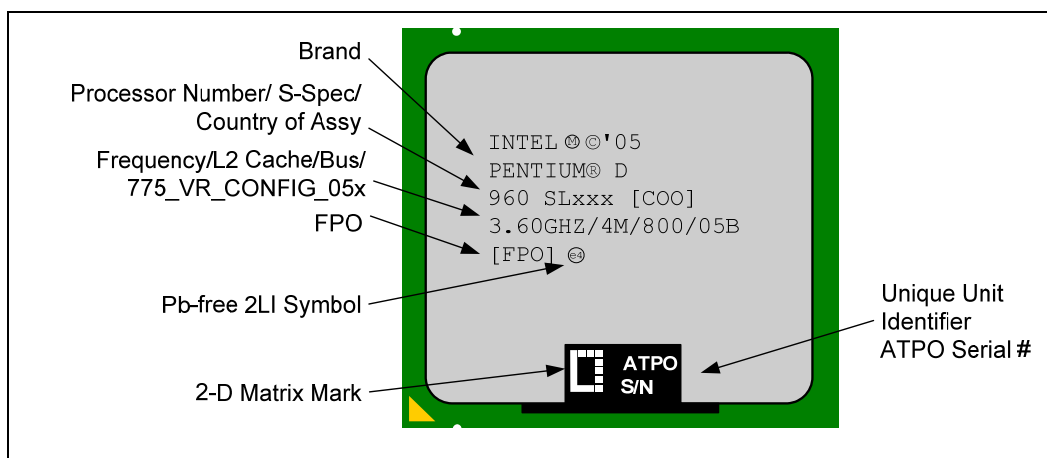 Brand
Processor Number/ S-Spec/
Country of Assy
Frequency/L2 Cache/Bus/
775_VR_CONFIG_05x
FPO
Pb-free 2LI Symbol
2-D Matrix Mark
INTEL Ⓜ ©'05
PENTIUM® D
960 SLxxx [COO]
3.60GHZ/4M/800/05B
[FPO] e4
ATPO
S/N
Unique Unit
Identifier
ATPO Serial #